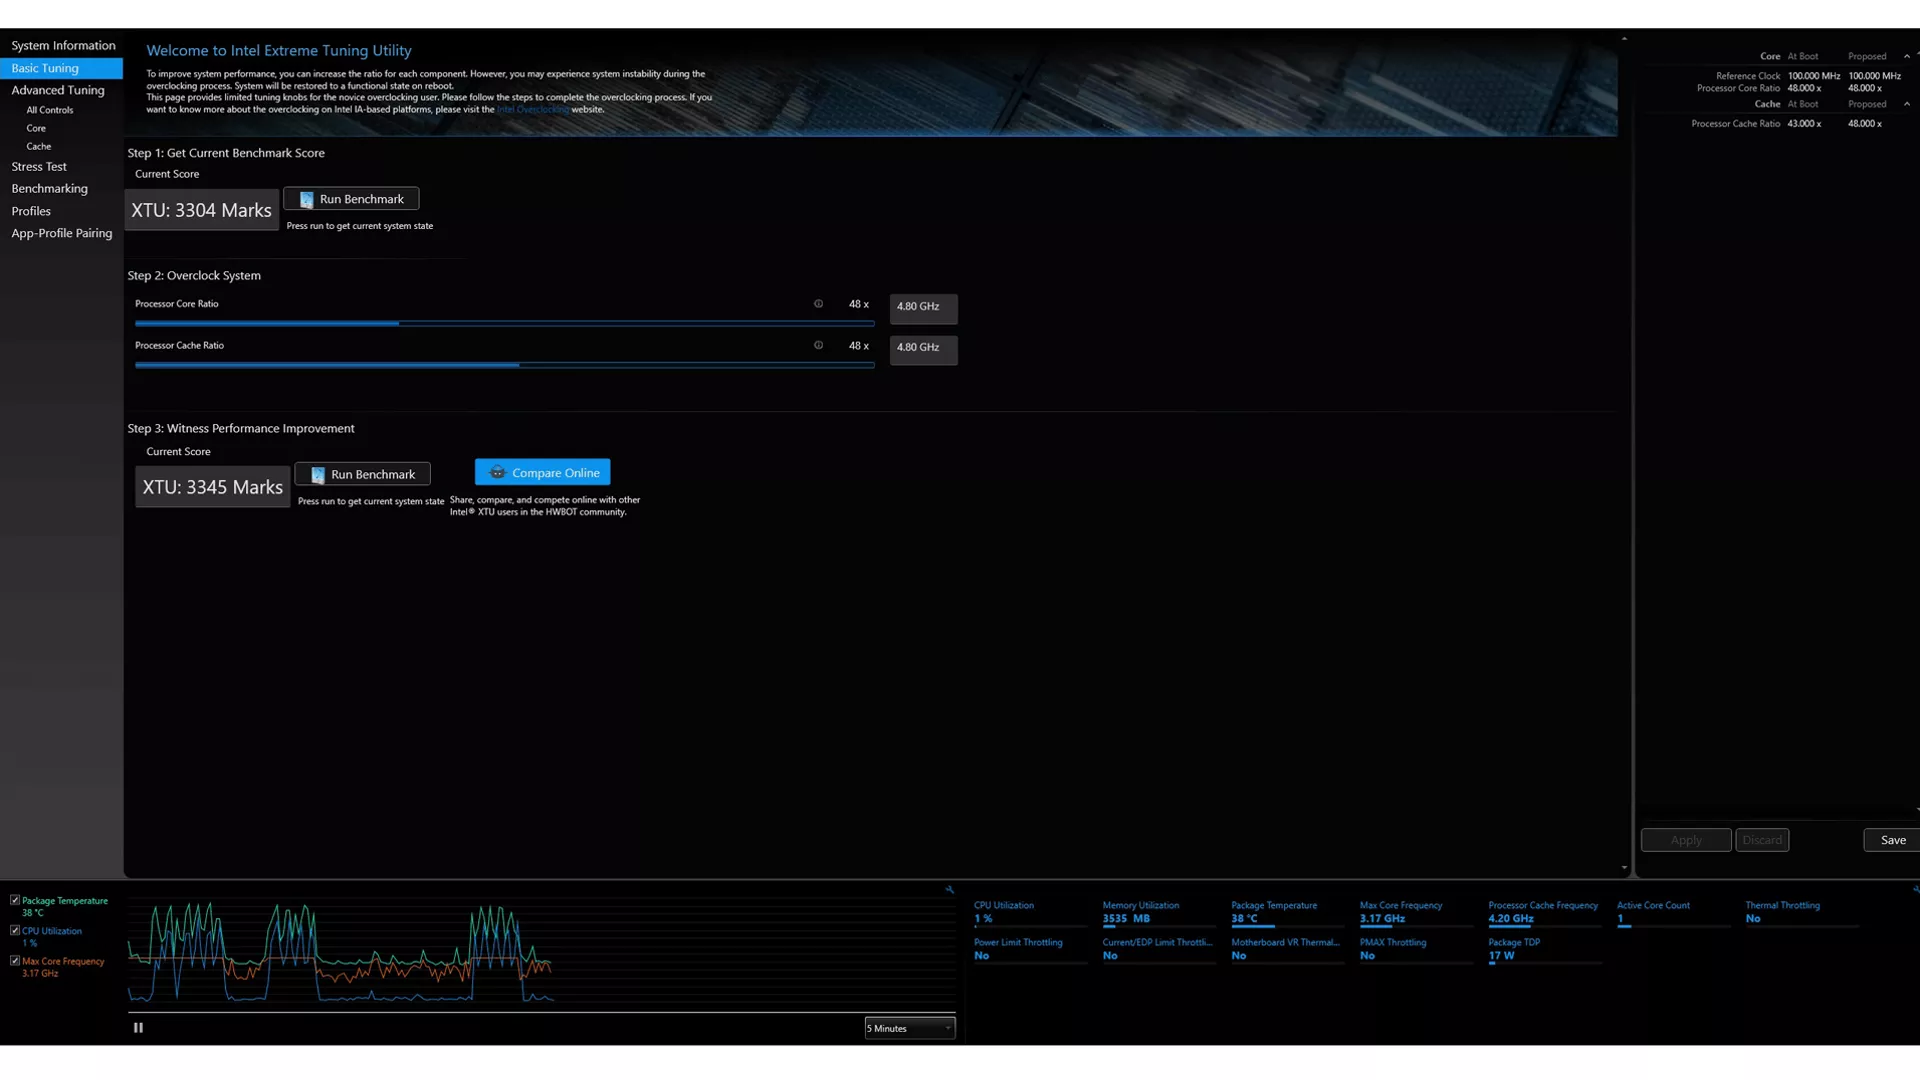 System Information
Basic Tuning
Advanced Tuning
All Controls
Core
Cache
Stress Test
Benchmarking
Profiles
App-Profile Pairing
Welcome to Intel Extreme Tuning Utility
To improve system performance, you can increase the ratio for each component. However, you may experience system instability during the
overclocking process. System will be restored to a functional state on reboot.
This page provides limited tuning knobs for the novice overclocking user. Please follow the steps to complete the overclocking process. If you
want to know more about the overclocking on Intel IA-based platforms, please visit the Intel Overclocking website.
Step 1: Get Current Benchmark Score
Current Score
XTU: 3304 Marks
Run Benchmark
Press run to get current system state
Step 2: Overclock System
Processor Core Ratio 48 x 4.80 GHz
Processor Cache Ratio 48 x 4.80 GHz
Step 3: Witness Performance Improvement
Current Score
XTU: 3345 Marks
Run Benchmark
Press run to get current system state
Compare Online
Share, compare, and compete online with other
Intel® XTU users in the HWBOT community.
Core At Boot Proposed
Reference Clock 100.000 MHz 100.000 MHz
Processor Core Ratio 48.000 x 48.000 x
Cache At Boot Proposed
Processor Cache Ratio 43.000 x 48.000 x
Apply Discard Save
Package Temperature
38 °C
CPU Utilization
1 %
Max Core Frequency
3.17 GHz
5 Minutes
CPU Utilization
1 %
Memory Utilization
3535 MB
Package Temperature
38 °C
Max Core Frequency
3.17 GHz
Processor Cache Frequency
4.20 GHz
Active Core Count
1
Thermal Throttling
No
Power Limit Throttling
No
Current/EDP Limit Throttli...
No
Motherboard VR Thermal...
No
PMAX Throttling
No
Package TDP
17 W